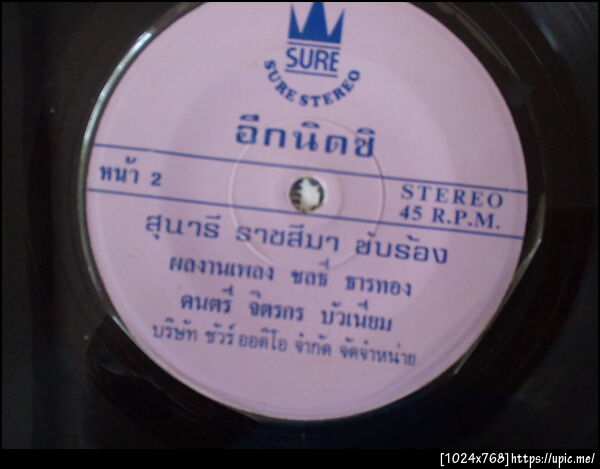 SURE
SURE STEREO
อีกนิดซิ
หน้า 2
STEREO
45 R.P.M.
สุนารี ราชสีมา ขับร้อง
ผลงานเพลง ชลธี ธารทอง
ดนตรี จิตรกร บัวเนียม
บริษัท ชัวร์ ออดิโอ จำกัด จัดจำหน่าย
[1024x768]https://upic.me/